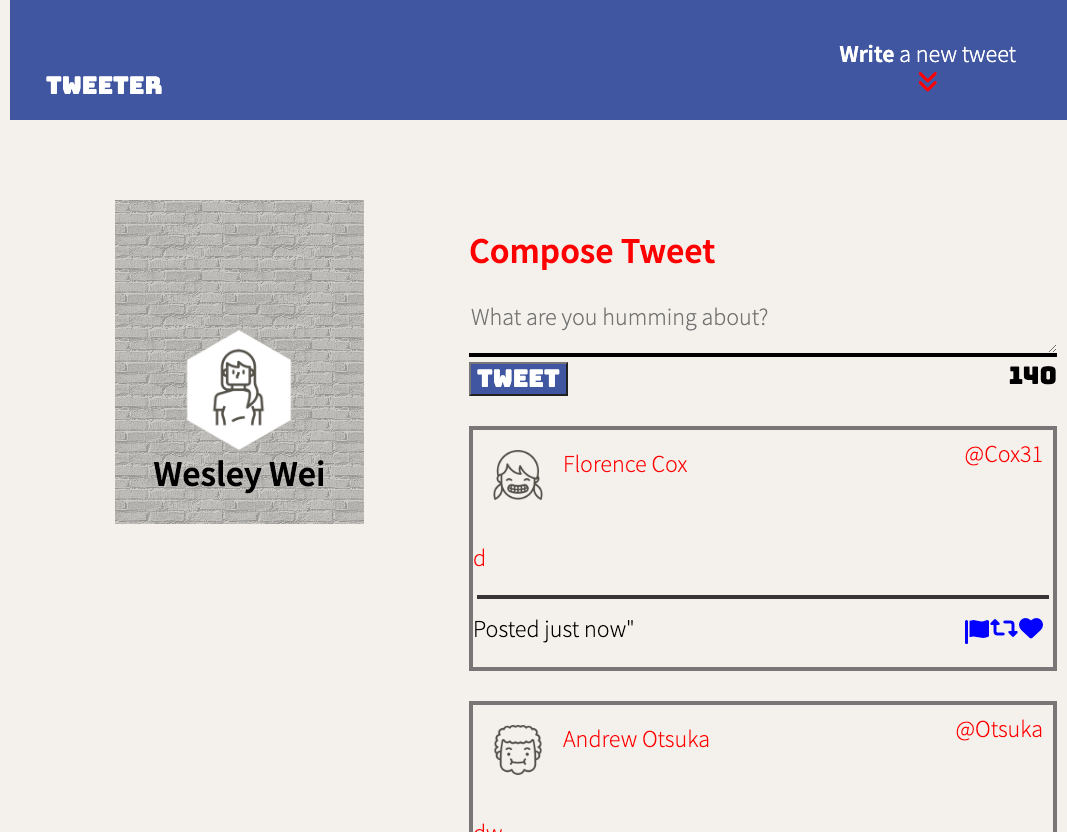 Write a new tweet
TWEETER
Compose Tweet
What are you humming about?
TWEET
140
Wesley Wei
Florence Cox
@Cox31
d
Posted just now"
Andrew Otsuka
@Otsuka
dw